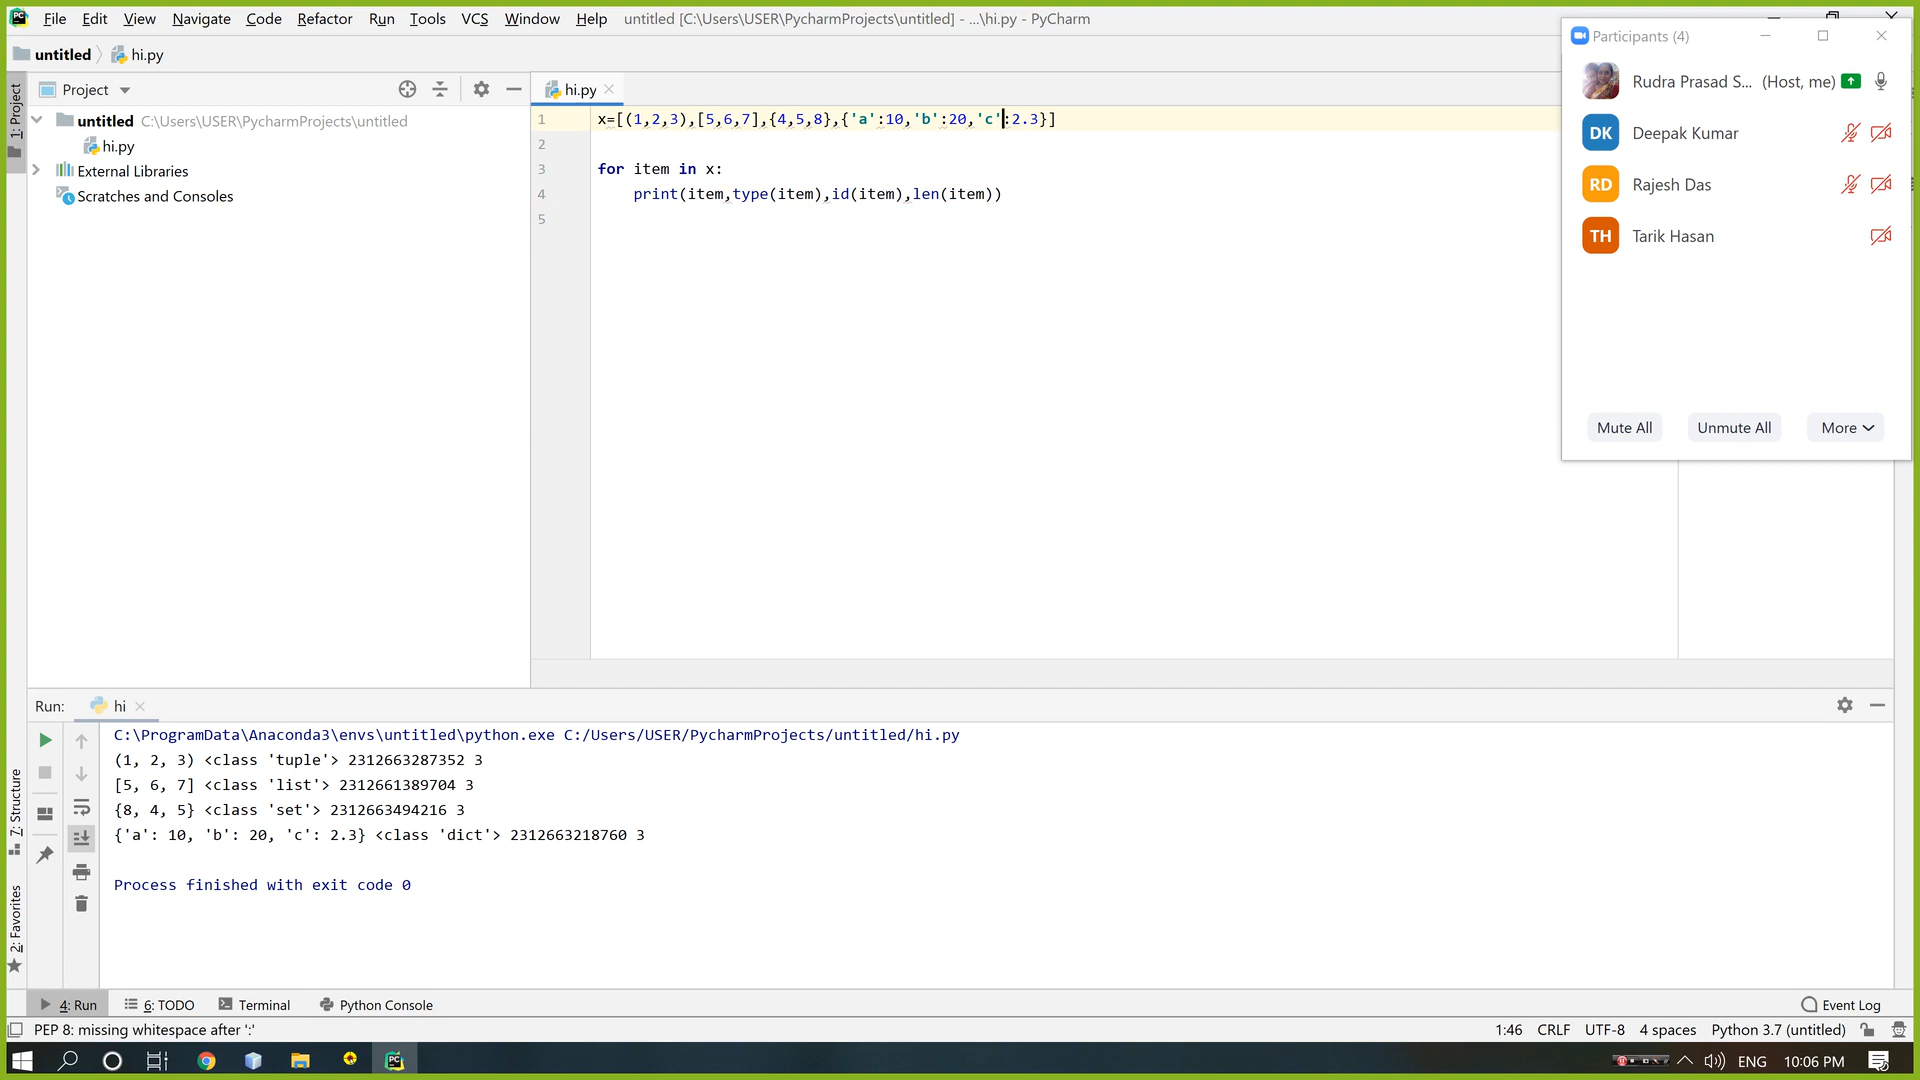 File Edit View Navigate Code Refactor Run Tools VCS Window Help untitled [C:\Users\USER\PycharmProjects\untitled] - ...\hi.py - PyCharm
untitled hi.py
1: Project
Project
untitled C:\Users\USER\PycharmProjects\untitled
hi.py
External Libraries
Scratches and Consoles
hi.py
1 x=[(1,2,3),[5,6,7],{4,5,8},{'a':10,'b':20,'c':2.3}]
2
3 for item in x:
4 print(item,type(item),id(item),len(item))
5
Participants (4)
Rudra Prasad S... (Host, me)
DK Deepak Kumar
RD Rajesh Das
TH Tarik Hasan
Mute All Unmute All More
Run: hi
C:\ProgramData\Anaconda3\envs\untitled\python.exe C:/Users/USER/PycharmProjects/untitled/hi.py
(1, 2, 3) <class 'tuple'> 2312663287352 3
[5, 6, 7] <class 'list'> 2312661389704 3
{8, 4, 5} <class 'set'> 2312663494216 3
{'a': 10, 'b': 20, 'c': 2.3} <class 'dict'> 2312663218760 3
Process finished with exit code 0
7: Structure
2: Favorites
4: Run 6: TODO Terminal Python Console Event Log
PEP 8: missing whitespace after ':' 1:46 CRLF UTF-8 4 spaces Python 3.7 (untitled)
PC ENG 10:06 PM